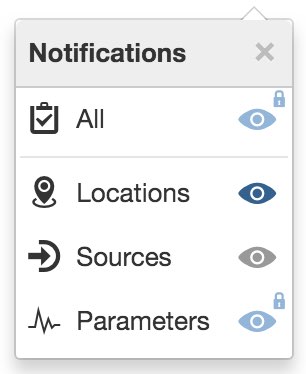 Notifications ×
All
Locations
Sources
Parameters